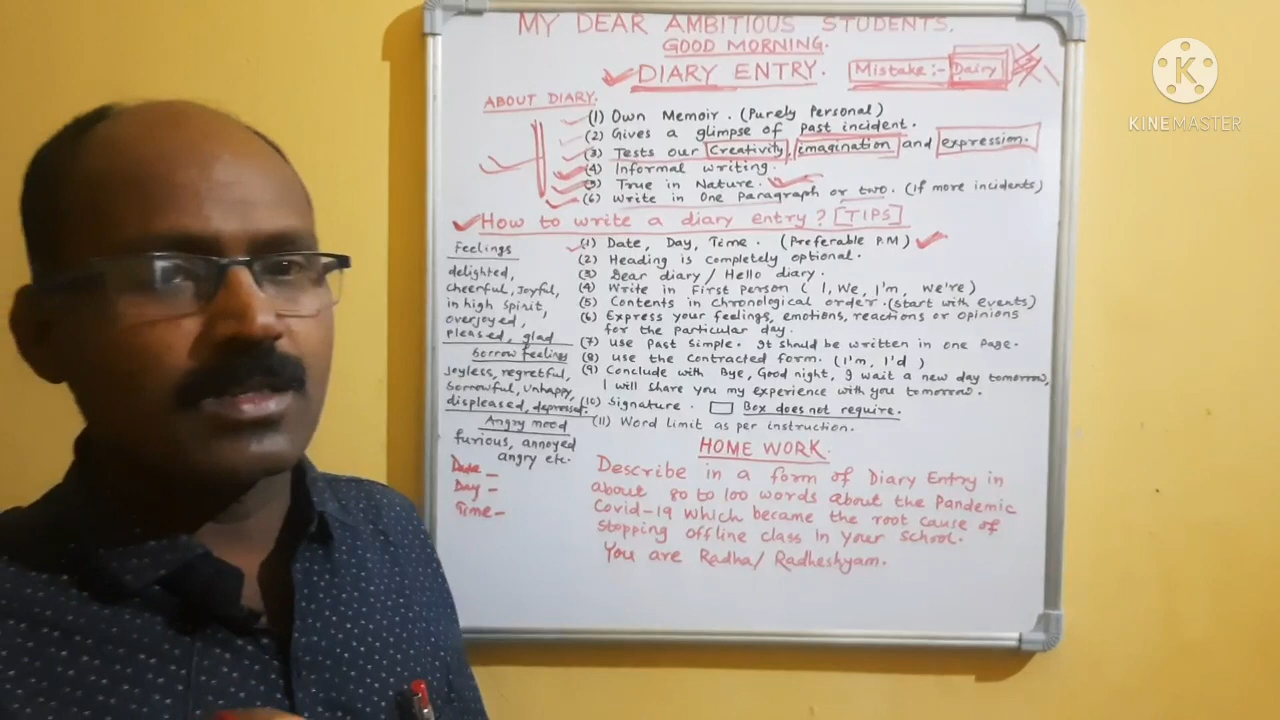 MY DEAR AMBITIOUS STUDENTS.
GOOD MORNING.
DIARY ENTRY.
Mistake :- Dairy
K
KINEMASTER
ABOUT DIARY.
(1) Own Memoir. (Purely Personal)
(2) Gives a glimpse of past incident.
(3) Tests our Creativity, imagination and expression.
(4) Informal writing.
(5) True in Nature.
(6) Write in One Paragraph or two. (If more incidents)
How to write a diary entry? [TIPS]
(1) Date, Day, Time. (Preferable P.M)
(2) Heading is completely optional.
(3) Dear diary / Hello diary.
(4) Write in First Person ( I, We, I'm, we're)
(5) Contents in chronological order. (Start with events)
(6) Express your feelings, emotions, reactions or opinions
for the particular day.
(7) use Past Simple. It should be written in one page.
(8) use the contracted form. (I'm, I'd )
(9) Conclude with Bye, Good night, I wait a new day tomorrow,
I will share you my experience with you tomorrow.
(10) Signature. Box does not require.
(11) Word Limit as per instruction.
Feelings
delighted,
cheerful, Joyful,
in high Spirit,
overjoyed,
pleased, glad
Sorrow feelings
Joyless, regretful,
Sorrowful, Unhappy,
displeased, depressed.
Angry mood
furious, annoyed
angry etc.
Date -
Day -
Time -
HOME WORK.
Describe in a form of Diary Entry in
about 80 to 100 words about the Pandemic
Covid-19 which became the root cause of
stopping offline class in your school.
You are Radha/ Radheshyam.